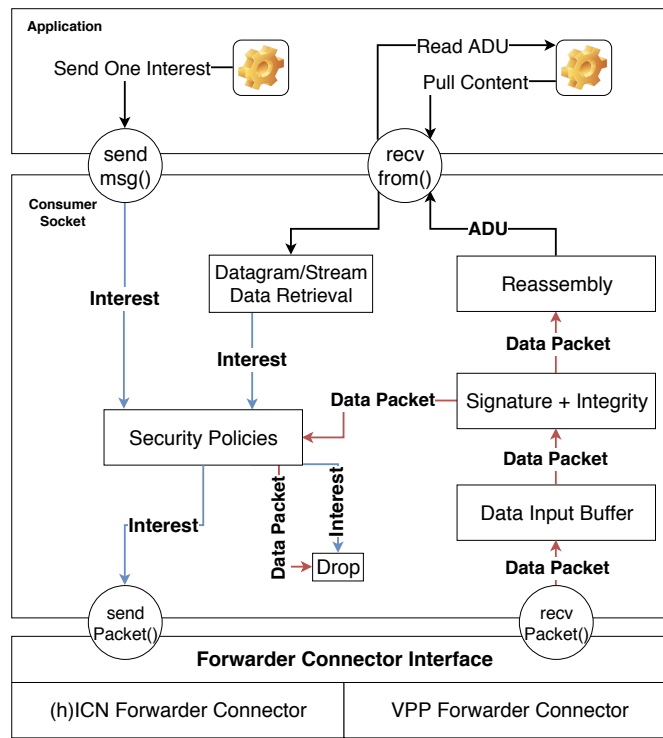 Application
Send One Interest
Read ADU
Pull Content
send
msg()
recv
from()
Consumer
Socket
ADU
Datagram/Stream
Data Retrieval
Reassembly
Interest
Interest
Data Packet
Data Packet
Signature + Integrity
Security Policies
Data Packet
Data Input Buffer
Interest
Data Packet
Interest
Drop
Data Packet
send
Packet()
recv
Packet()
Forwarder Connector Interface
(h)ICN Forwarder Connector
VPP Forwarder Connector